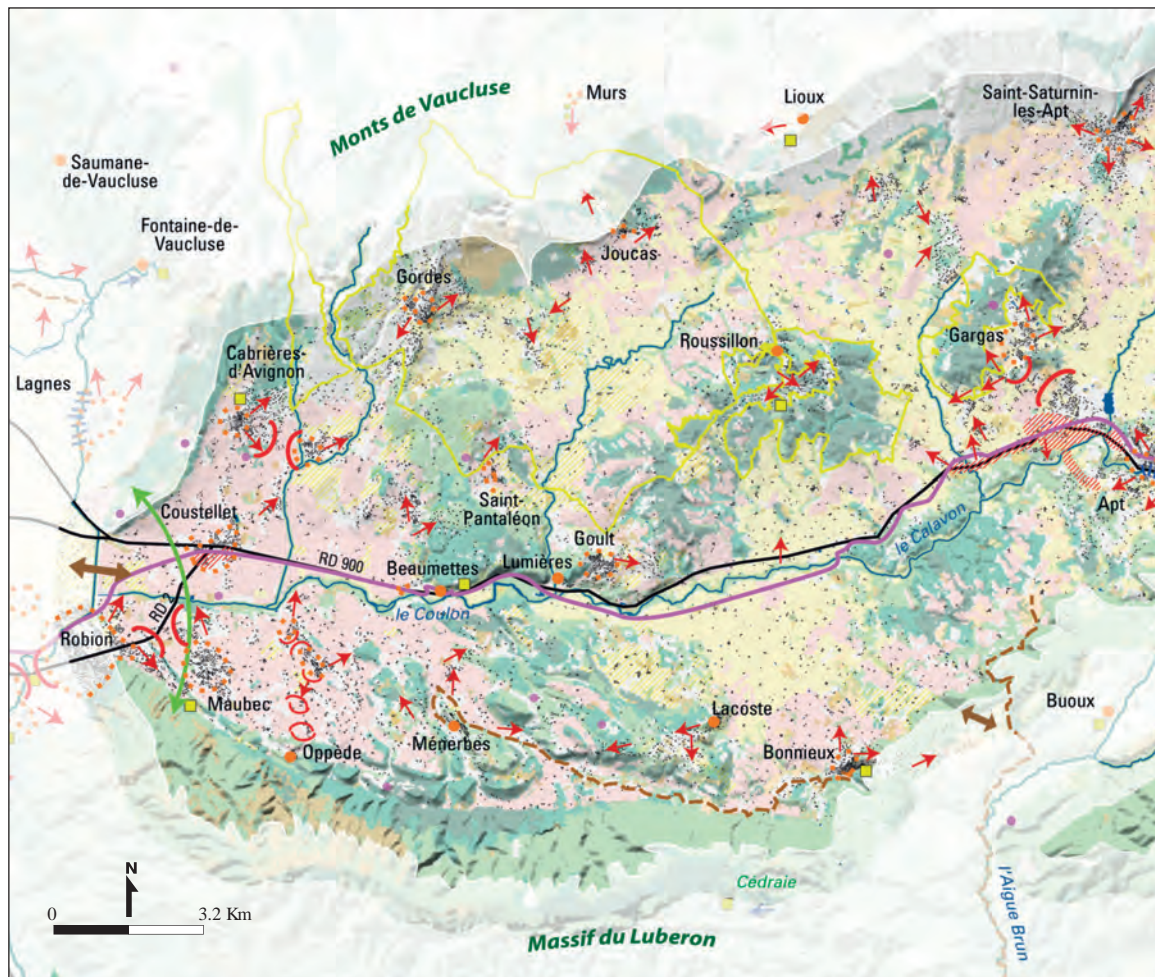 Monts de Vaucluse
Murs
Lioux
Saint-Saturnin-
les-Apt
Saumane-
de-Vaucluse
Fontaine-de-
Vaucluse
Joucas
Gordes
Roussillon
Gargas
Cabrières-
d'Avignon
Lagnes
Saint-
Pantaléon
Apt
Coustellet
Goult
Lumières
le Calavon
RD 900
Beaumettes
RD 2
le Coulon
Robion
Maubec
Lacoste
Buoux
Ménerbes
Bonnieux
Oppède
N
Cédraie
l'Aigue Brun
0
3.2 Km
Massif du Luberon